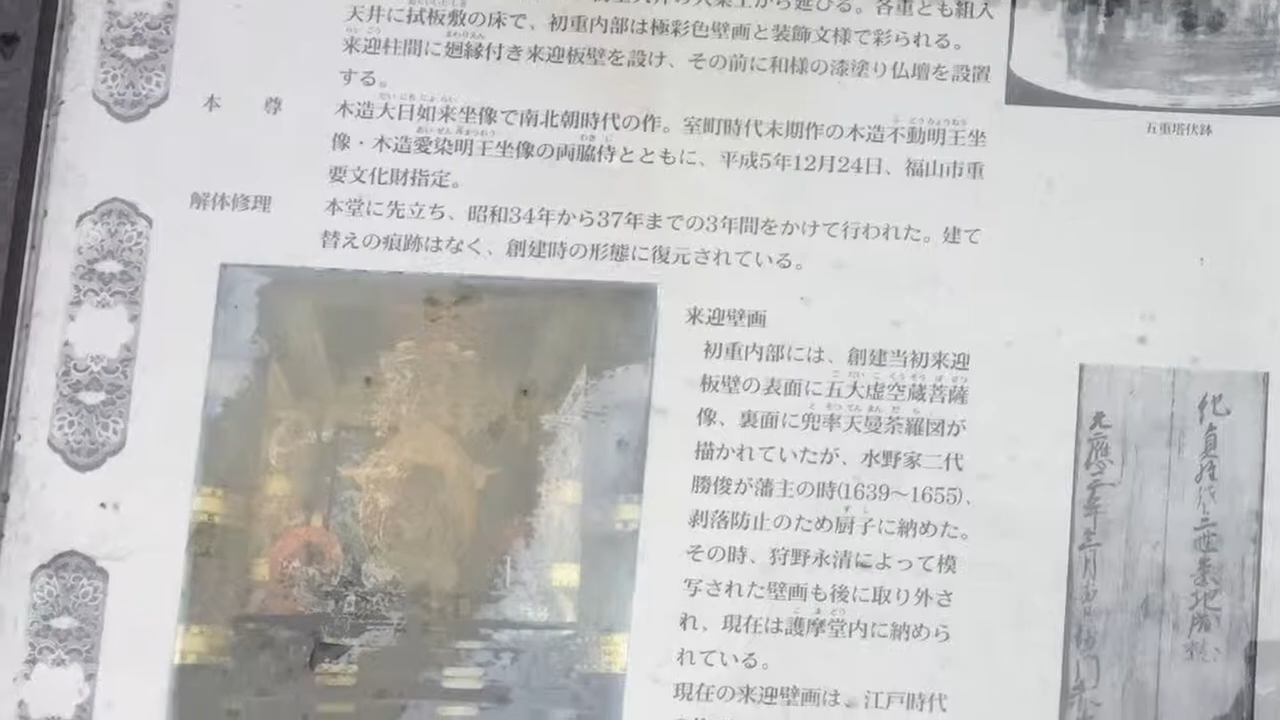 天井に拭板敷の床で、初重内部は極彩色壁画と装飾文様で彩られる。
来迎柱間に廻縁付き来迎板壁を設け、その前に和様の漆塗り仏壇を設置
する。
本 尊
木造大日如来坐像で南北朝時代の作。室町時代末期作の木造不動明王坐
像・木造愛染明王坐像の両脇侍とともに、平成5年12月24日、福山市重
要文化財指定。
解体修理
本堂に先立ち、昭和34年から37年までの3年間をかけて行われた。建て
替えの痕跡はなく、創建時の形態に復元されている。
五重塔伏鉢
来迎壁画
初重内部には、創建当初来迎
板壁の表面に五大虚空蔵菩薩
像、裏面に兜率天曼荼羅図が
描かれていたが、水野家二代
勝俊が藩主の時(1639〜1655)、
剥落防止のため厨子に納めた。
その時、狩野永清によって模
写された壁画も後に取り外さ
れ、現在は護摩堂内に納めら
れている。
現在の来迎壁画は、江戸時代